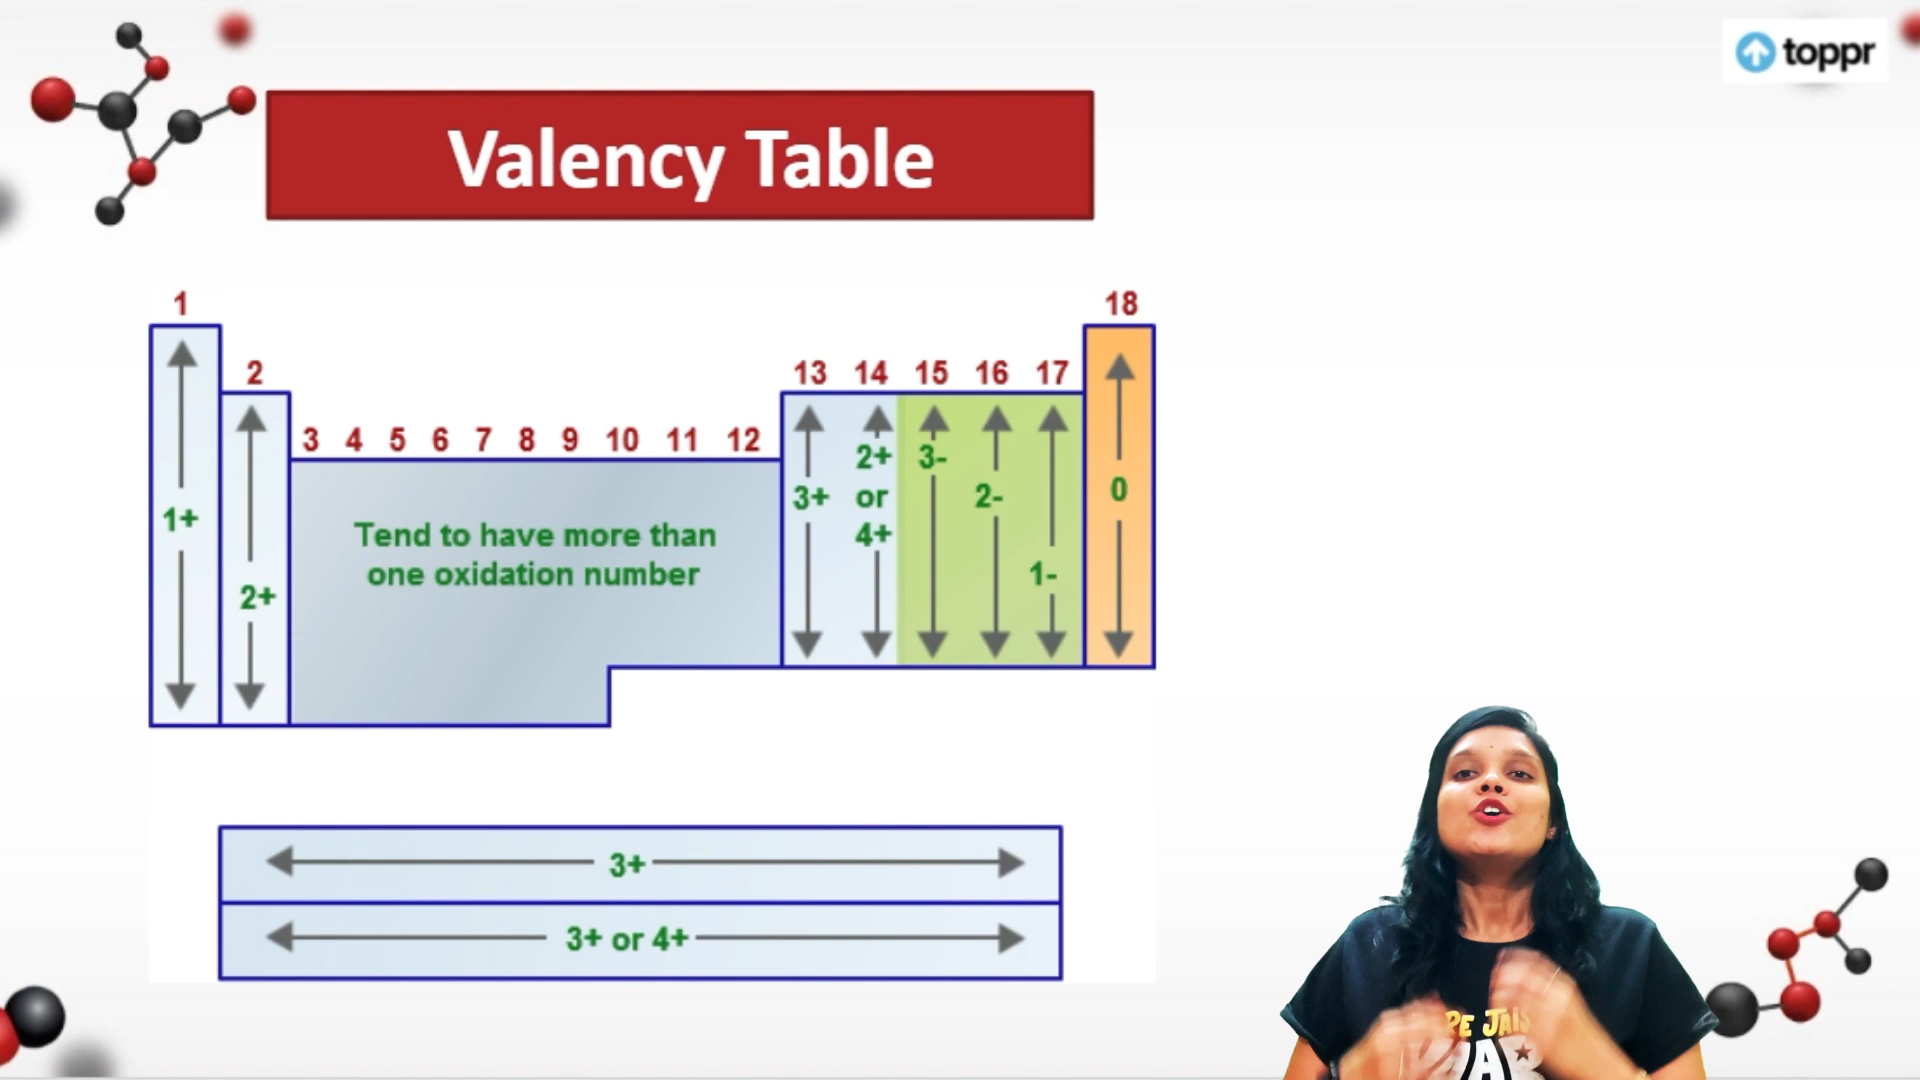 toppr
Valency Table
1
18
2
13 14 15 16 17
3 4 5 6 7 8 9 10 11 12
2+ 3-
3+ or 2- 0
4+
1+
Tend to have more than
one oxidation number
1-
2+
3+
3+ or 4+